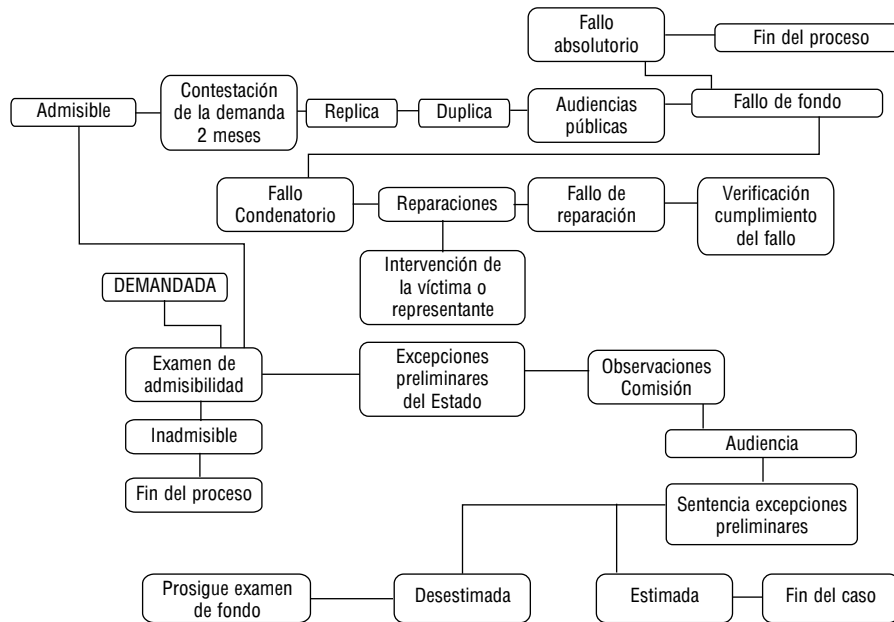 Fallo
absolutorio
Fin del proceso
Admisible
Contestación
de la demanda
2 meses
Replica
Duplica
Audiencias
públicas
Fallo de fondo
Fallo
Condenatorio
Reparaciones
Fallo de
reparación
Verificación
cumplimiento
del fallo
Intervención de
la víctima o
representante
DEMANDADA
Examen de
admisibilidad
Excepciones
preliminares
del Estado
Observaciones
Comisión
Inadmisible
Audiencia
Fin del proceso
Sentencia excepciones
preliminares
Prosigue examen
de fondo
Desestimada
Estimada
Fin del caso